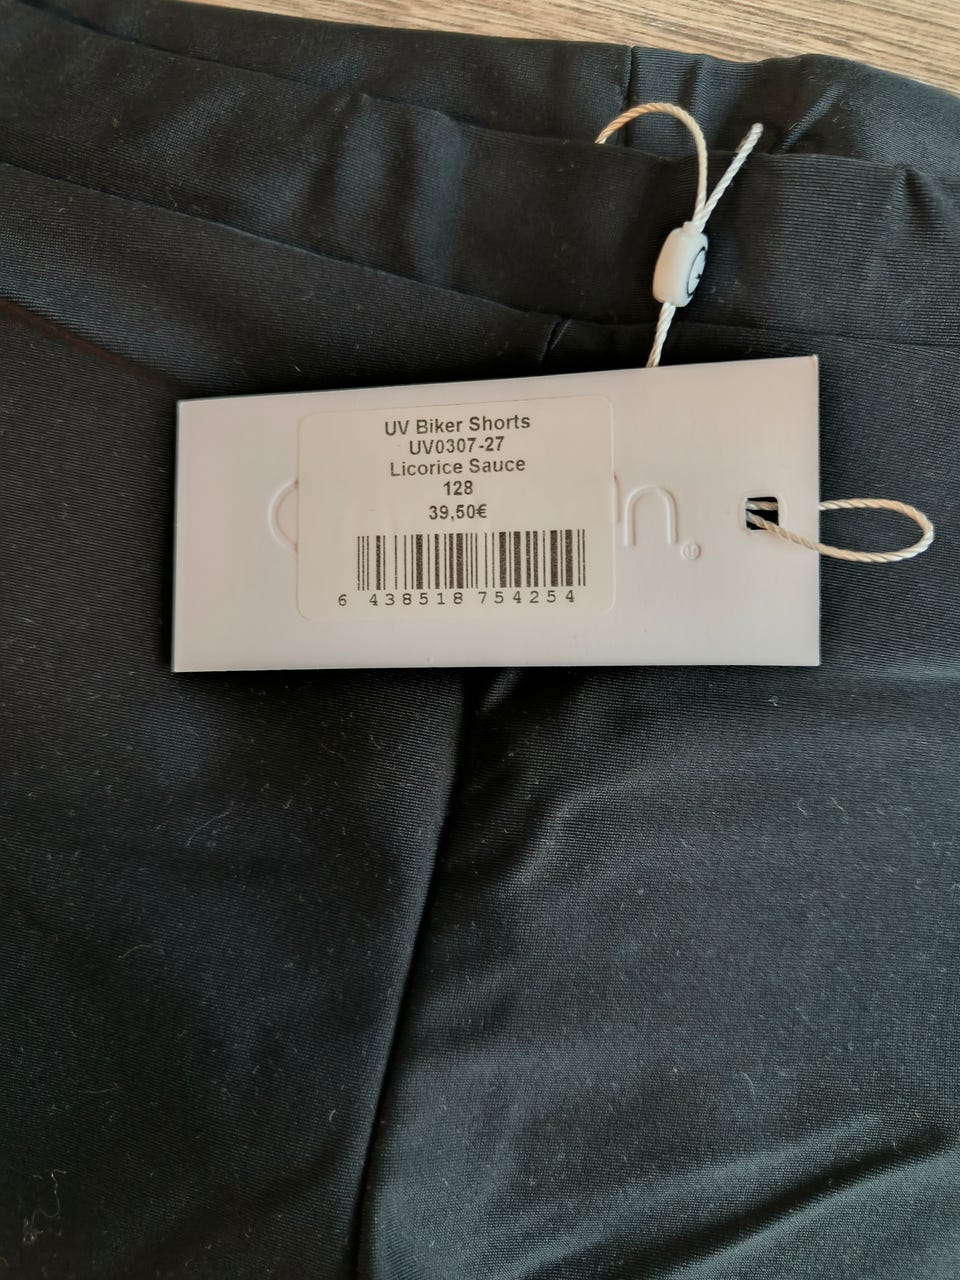 UV Biker Shorts
UV0307-27
Licorice Sauce
128
39,50€
6 438518 754254